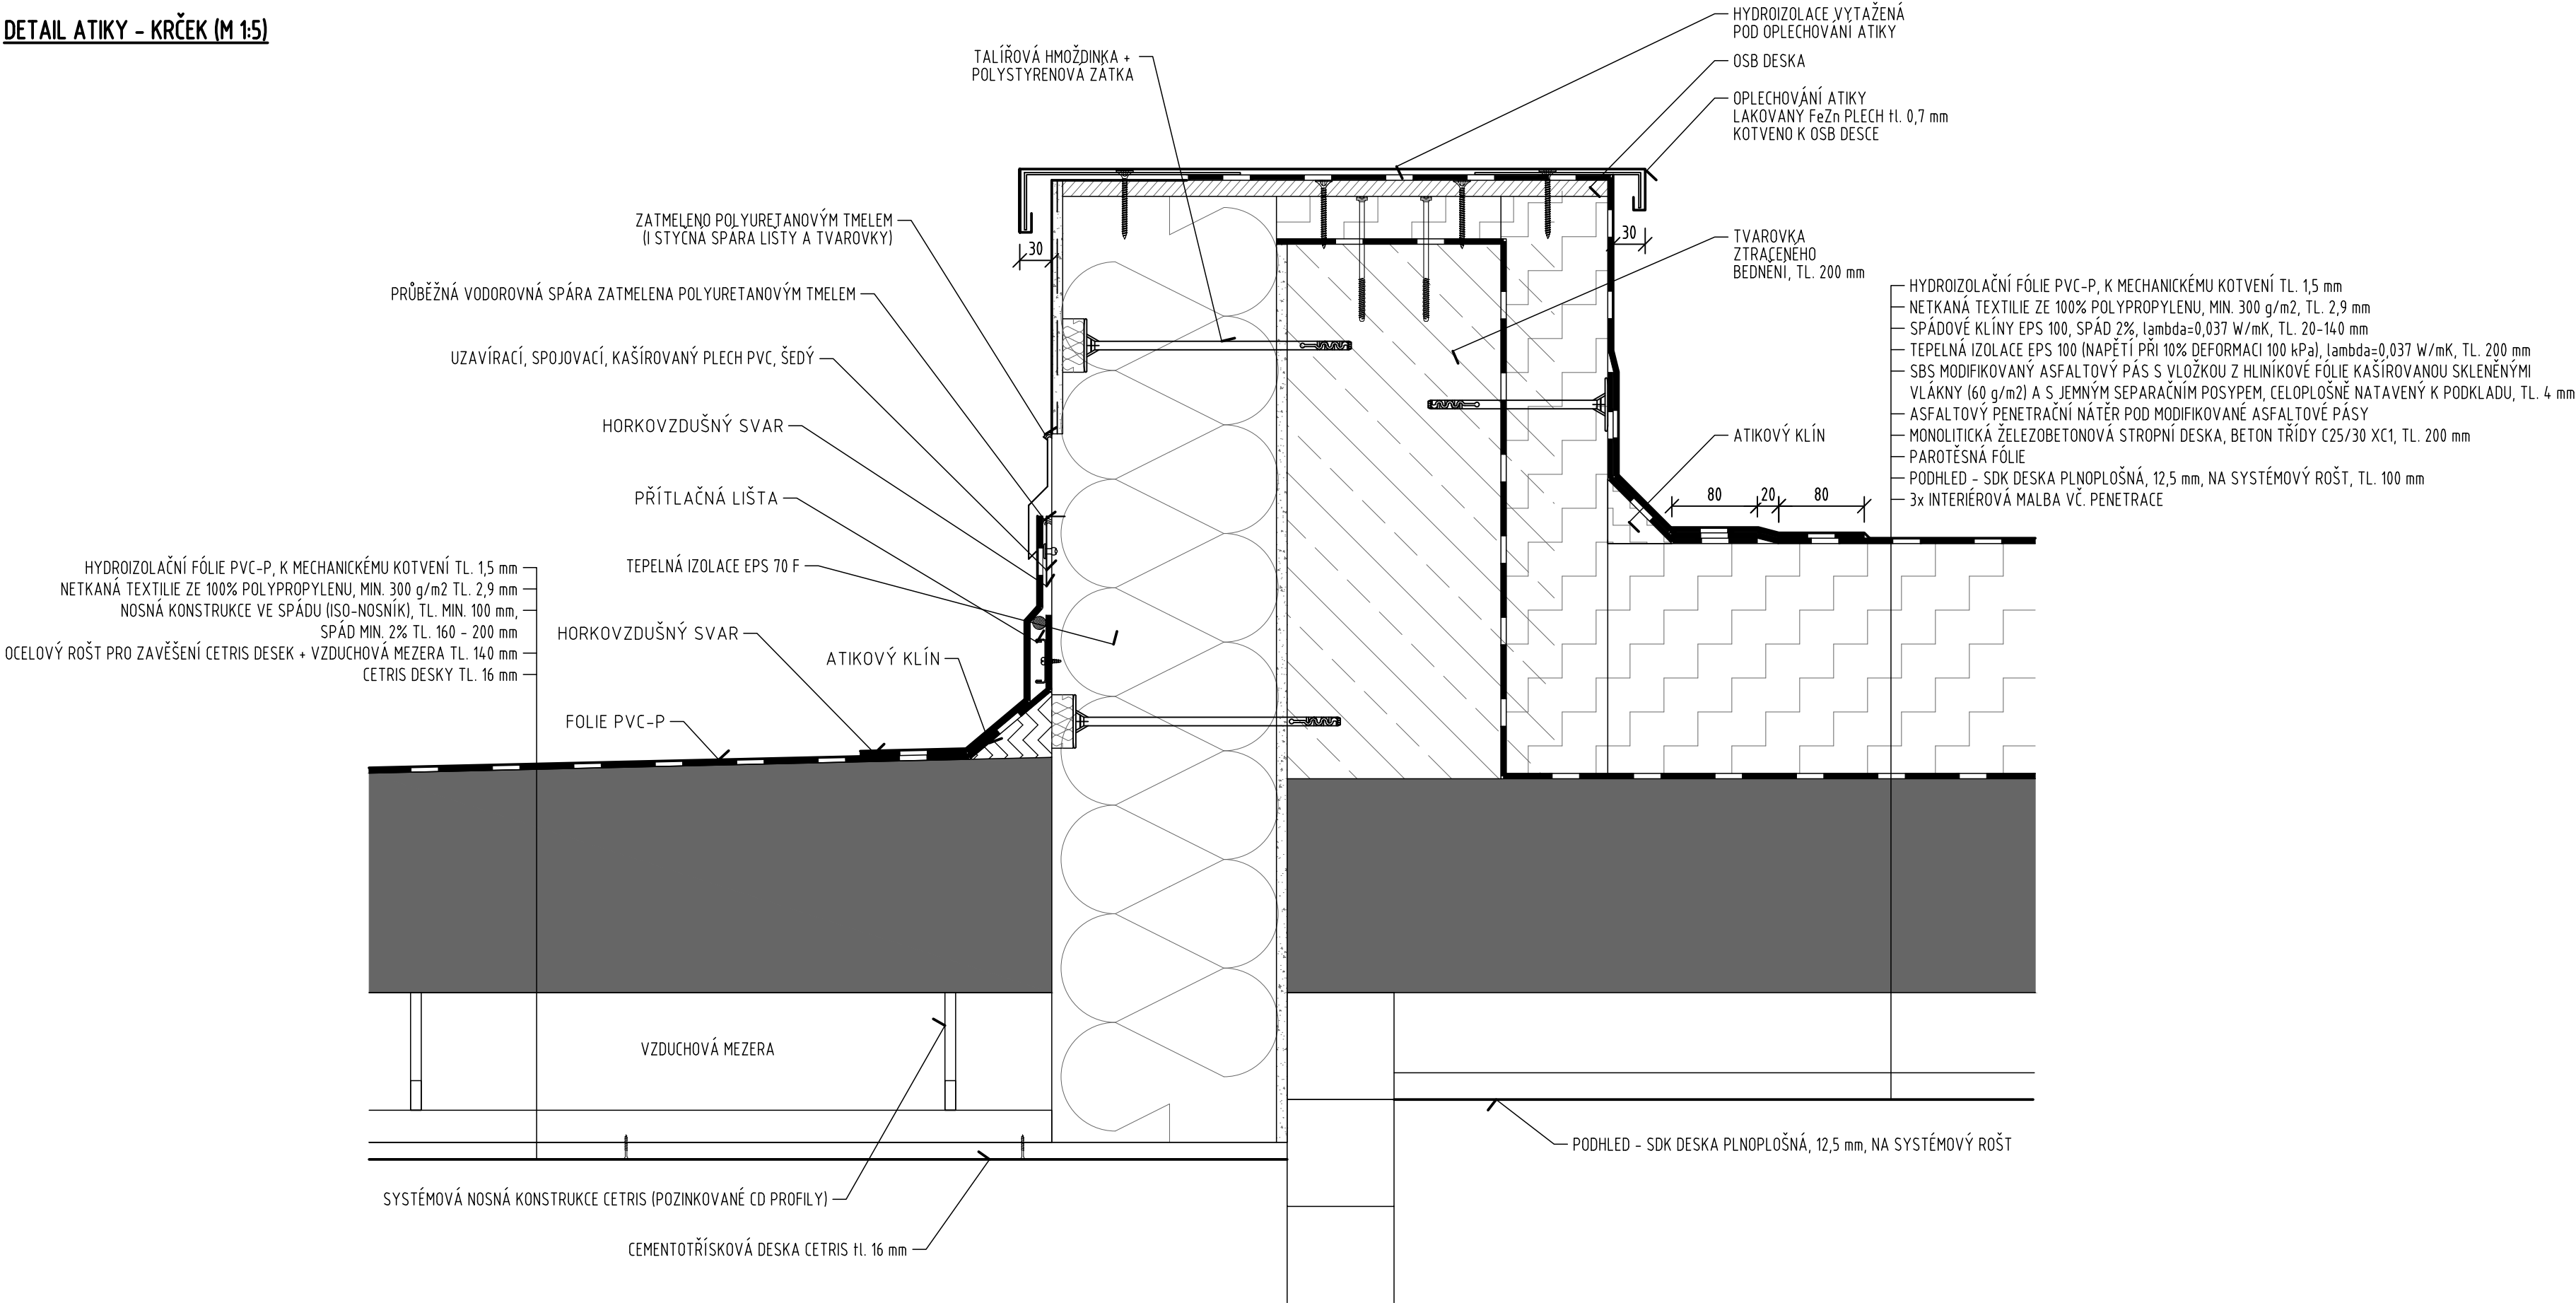 DETAIL ATIKY - KRČEK (M 1:5)
HYDROIZOLACE VYTAŽENÁ
POD OPLECHOVÁNÍ ATIKY
OSB DESKA
OPLECHOVÁNÍ ATIKY
LAKOVANÝ FeZn PLECH tl. 0,7 mm
KOTVENO K OSB DESCE
TALÍŘOVÁ HMOŽDINKA +
POLYSTYRENOVÁ ZÁTKA
ZATMELENO POLYURETANOVÝM TMELEM
(I STYČNÁ SPÁRA LIŠTY A TVAROVKY)
30
30
TVAROVKA
ZTRACENÉHO
BEDNĚNÍ, TL. 200 mm
PRŮBĚŽNÁ VODOROVNÁ SPÁRA ZATMELENA POLYURETANOVÝM TMELEM
UZAVÍRACÍ, SPOJOVACÍ, KAŠÍROVANÝ PLECH PVC, ŠEDÝ
HORKOVZDUŠNÝ SVAR
PŘÍTLAČNÁ LIŠTA
TEPELNÁ IZOLACE EPS 70 F
HORKOVZDUŠNÝ SVAR
ATIKOVÝ KLÍN
FOLIE PVC-P
HYDROIZOLAČNÍ FÓLIE PVC-P, K MECHANICKÉMU KOTVENÍ TL. 1,5 mm
NETKANÁ TEXTILIE ZE 100% POLYPROPYLENU, MIN. 300 g/m2 TL. 2,9 mm
NOSNÁ KONSTRUKCE VE SPÁDU (ISO-NOSNÍK), TL. MIN. 100 mm,
SPÁD MIN. 2% TL. 160 - 200 mm
OCELOVÝ ROŠT PRO ZAVĚŠENÍ CETRIS DESEK + VZDUCHOVÁ MEZERA TL. 140 mm
CETRIS DESKY TL. 16 mm
HYDROIZOLAČNÍ FÓLIE PVC-P, K MECHANICKÉMU KOTVENÍ TL. 1,5 mm
NETKANÁ TEXTILIE ZE 100% POLYPROPYLENU, MIN. 300 g/m2, TL. 2,9 mm
SPÁDOVÉ KLÍNY EPS 100, SPÁD 2%, lambda=0,037 W/mK, TL. 20-140 mm
TEPELNÁ IZOLACE EPS 100 (NAPĚTÍ PŘI 10% DEFORMACI 100 kPa), lambda=0,037 W/mK, TL. 200 mm
SBS MODIFIKOVANÝ ASFALTOVÝ PÁS S VLOŽKOU Z HLINÍKOVÉ FÓLIE KAŠÍROVANOU SKLENĚNÝMI
VLÁKNY (60 g/m2) A S JEMNÝM SEPARAČNÍM POSYPEM, CELOPLOŠNĚ NATAVENÝ K PODKLADU, TL. 4 mm
ASFALTOVÝ PENETRAČNÍ NÁTĚR POD MODIFIKOVANÉ ASFALTOVÉ PÁSY
MONOLITICKÁ ŽELEZOBETONOVÁ STROPNÍ DESKA, BETON TŘÍDY C25/30 XC1, TL. 200 mm
PAROTĚSNÁ FÓLIE
PODHLED - SDK DESKA PLNOPLOŠNÁ, 12,5 mm, NA SYSTÉMOVÝ ROŠT, TL. 100 mm
3x INTERIÉROVÁ MALBA VČ. PENETRACE
ATIKOVÝ KLÍN
80 20 80
VZDUCHOVÁ MEZERA
PODHLED - SDK DESKA PLNOPLOŠNÁ, 12,5 mm, NA SYSTÉMOVÝ ROŠT
SYSTÉMOVÁ NOSNÁ KONSTRUKCE CETRIS (POZINKOVANÉ CD PROFILY)
CEMENTOTŘÍSKOVÁ DESKA CETRIS tl. 16 mm